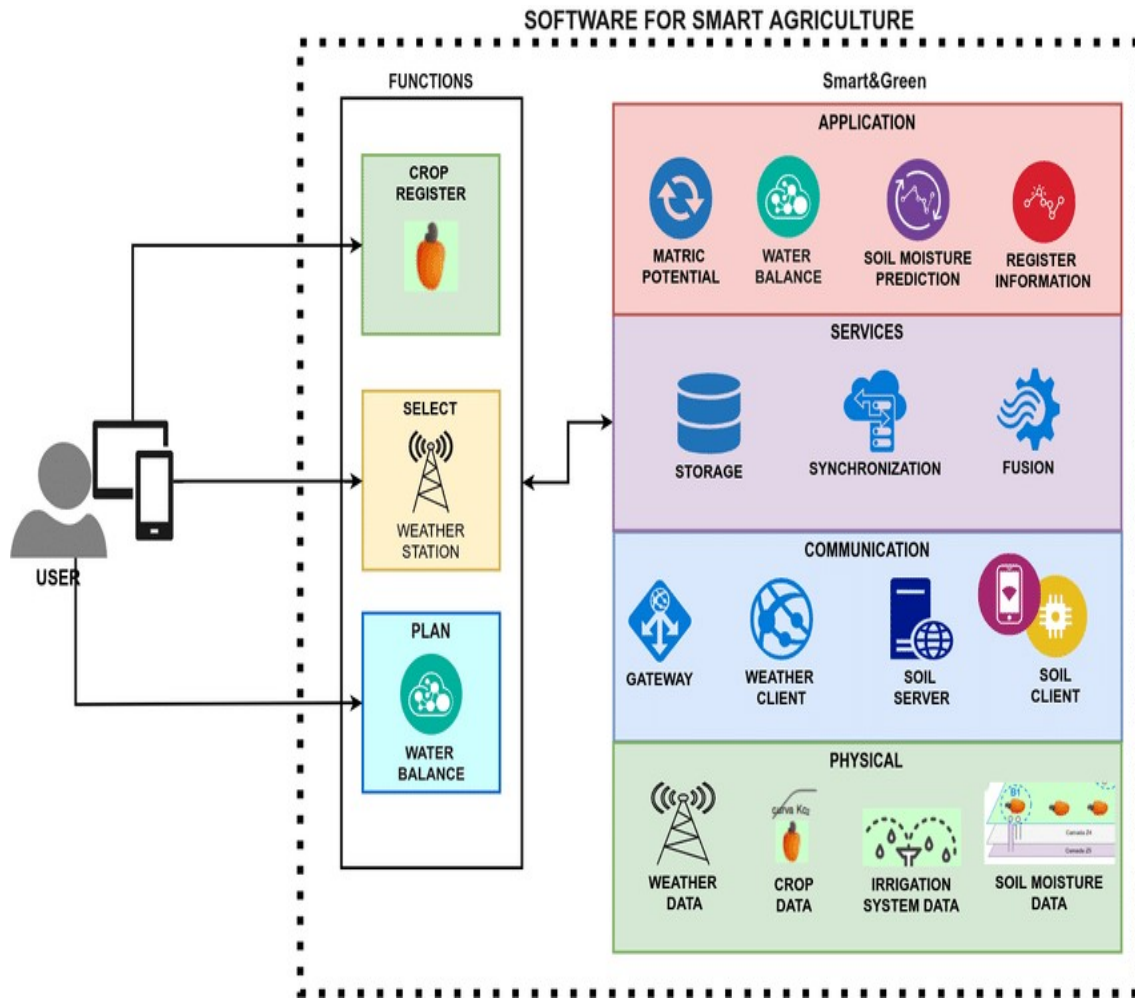 SOFTWARE FOR SMART AGRICULTURE
FUNCTIONS
CROP
REGISTER
SELECT
WEATHER
STATION
PLAN
WATER
BALANCE
USER
Smart&Green
APPLICATION
MATRIC
POTENTIAL
WATER
BALANCE
SOIL MOISTURE
PREDICTION
REGISTER
INFORMATION
SERVICES
STORAGE
SYNCHRONIZATION
FUSION
COMMUNICATION
GATEWAY
WEATHER
CLIENT
SOIL
SERVER
SOIL
CLIENT
PHYSICAL
WEATHER
DATA
curva Kc
CROP
DATA
IRRIGATION
SYSTEM DATA
B1
Camada Z4
SOIL MOISTURE
DATA